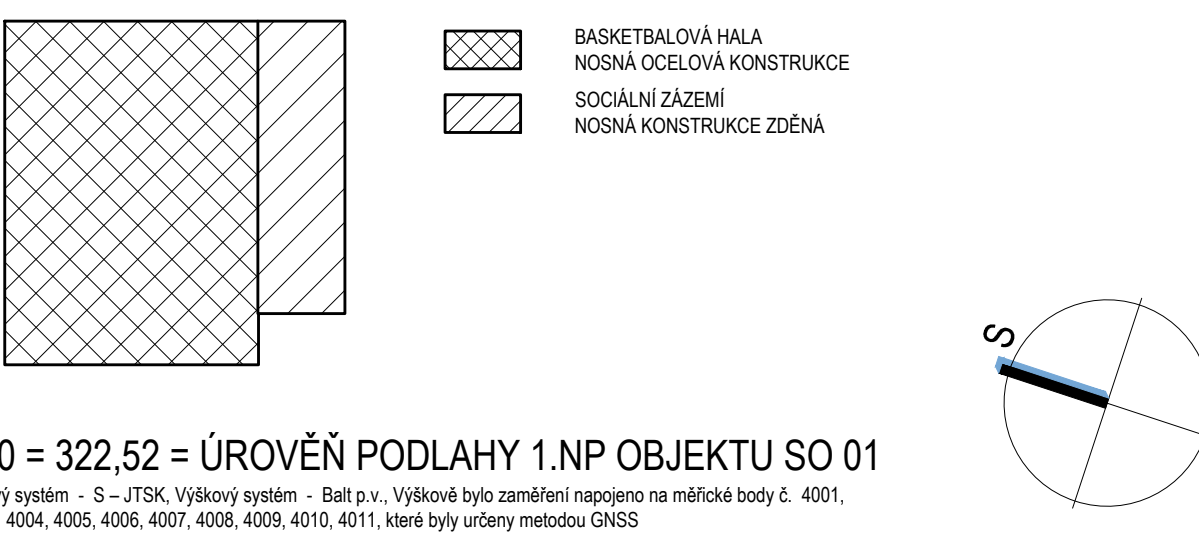 BASKETBALOVÁ HALA
NOSNÁ OCELOVÁ KONSTRUKCE
SOCIÁLNÍ ZÁZEMÍ
NOSNÁ KONSTRUKCE ZDĚNÁ
S
0 = 322,52 = ÚROVĚŇ PODLAHY 1.NP OBJEKTU SO 01
vý systém - S – JTSK, Výškový systém - Balt p.v., Výškově bylo zaměření napojeno na měřické body č. 4001,
4004, 4005, 4006, 4007, 4008, 4009, 4010, 4011, které byly určeny metodou GNSS